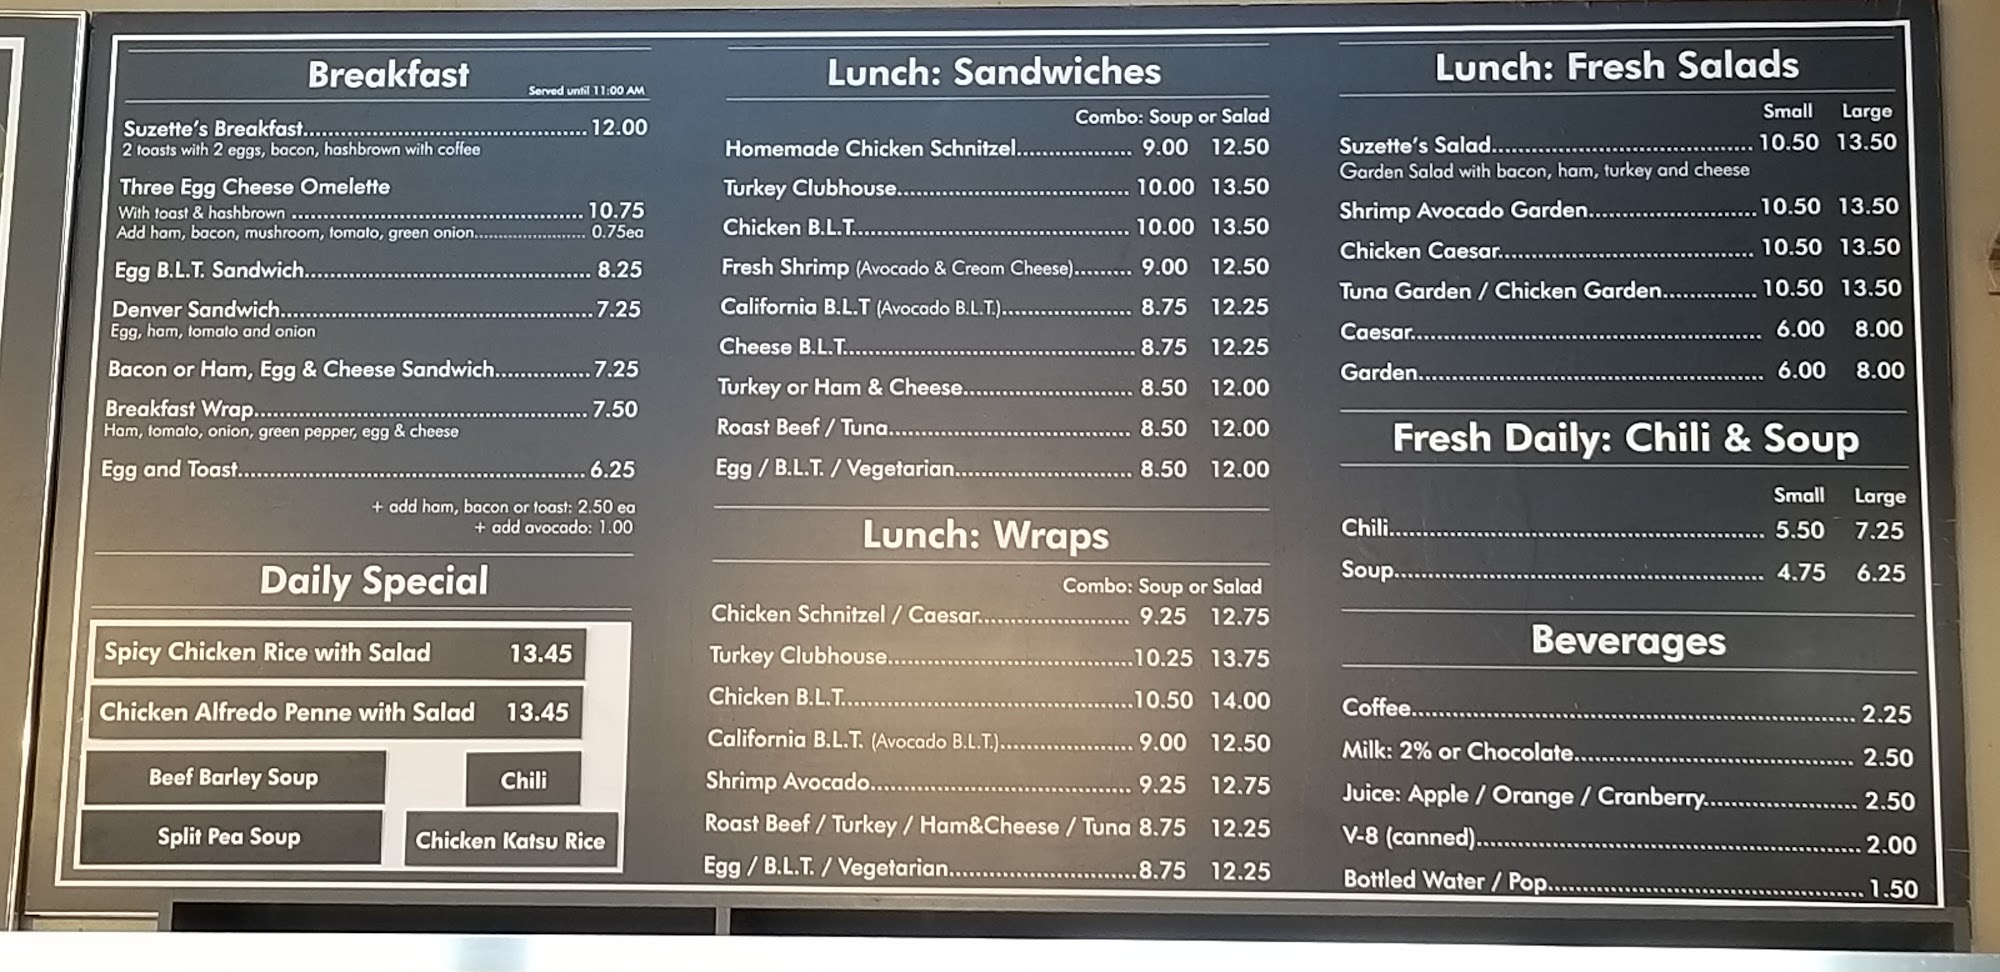 Breakfast
Served until 11:00 AM
Suzette's Breakfast.............................................12.00
2 toasts with 2 eggs, bacon, hashbrown with coffee
Three Egg Cheese Omelette
With toast & hashbrown .............................................10.75
Add ham, bacon, mushroom, tomato, green onion........................ 0.75ea
Egg B.L.T. Sandwich............................................. 8.25
Denver Sandwich.................................................7.25
Egg, ham, tomato and onion
Bacon or Ham, Egg & Cheese Sandwich...............7.25
Breakfast Wrap.................................................... 7.50
Ham, tomato, onion, green pepper, egg & cheese
Egg and Toast...................................................... 6.25
+ add ham, bacon or toast: 2.50 ea
+ add avocado: 1.00
Daily Special
Spicy Chicken Rice with Salad 13.45
Chicken Alfredo Penne with Salad 13.45
Beef Barley Soup Chili
Split Pea Soup Chicken Katsu Rice
Lunch: Sandwiches
Combo: Soup or Salad
Homemade Chicken Schnitzel.................. 9.00 12.50
Turkey Clubhouse..................................... 10.00 13.50
Chicken B.L.T............................................ 10.00 13.50
Fresh Shrimp (Avocado & Cream Cheese)......... 9.00 12.50
California B.L.T (Avocado B.L.T.)..................... 8.75 12.25
Cheese B.L.T.............................................. 8.75 12.25
Turkey or Ham & Cheese........................... 8.50 12.00
Roast Beef / Tuna...................................... 8.50 12.00
Egg / B.L.T. / Vegetarian............................ 8.50 12.00
Lunch: Wraps
Combo: Soup or Salad
Chicken Schnitzel / Caesar........................ 9.25 12.75
Turkey Clubhouse......................................10.25 13.75
Chicken B.L.T.............................................10.50 14.00
California B.L.T. (Avocado B.L.T.)..................... 9.00 12.50
Shrimp Avocado......................................... 9.25 12.75
Roast Beef / Turkey / Ham&Cheese / Tuna 8.75 12.25
Egg / B.L.T. / Vegetarian.............................8.75 12.25
Lunch: Fresh Salads
Small Large
Suzette's Salad.......................................... 10.50 13.50
Garden Salad with bacon, ham, turkey and cheese
Shrimp Avocado Garden...........................10.50 13.50
Chicken Caesar......................................... 10.50 13.50
Tuna Garden / Chicken Garden............... 10.50 13.50
Caesar........................................................ 6.00 8.00
Garden....................................................... 6.00 8.00
Fresh Daily: Chili & Soup
Small Large
Chili............................................................ 5.50 7.25
Soup........................................................... 4.75 6.25
Beverages
Coffee....................................................................... 2.25
Milk: 2% or Chocolate............................................. 2.50
Juice: Apple / Orange / Cranberry........................ 2.50
V-8 (canned)............................................................. 2.00
Bottled Water / Pop.................................................. 1.50